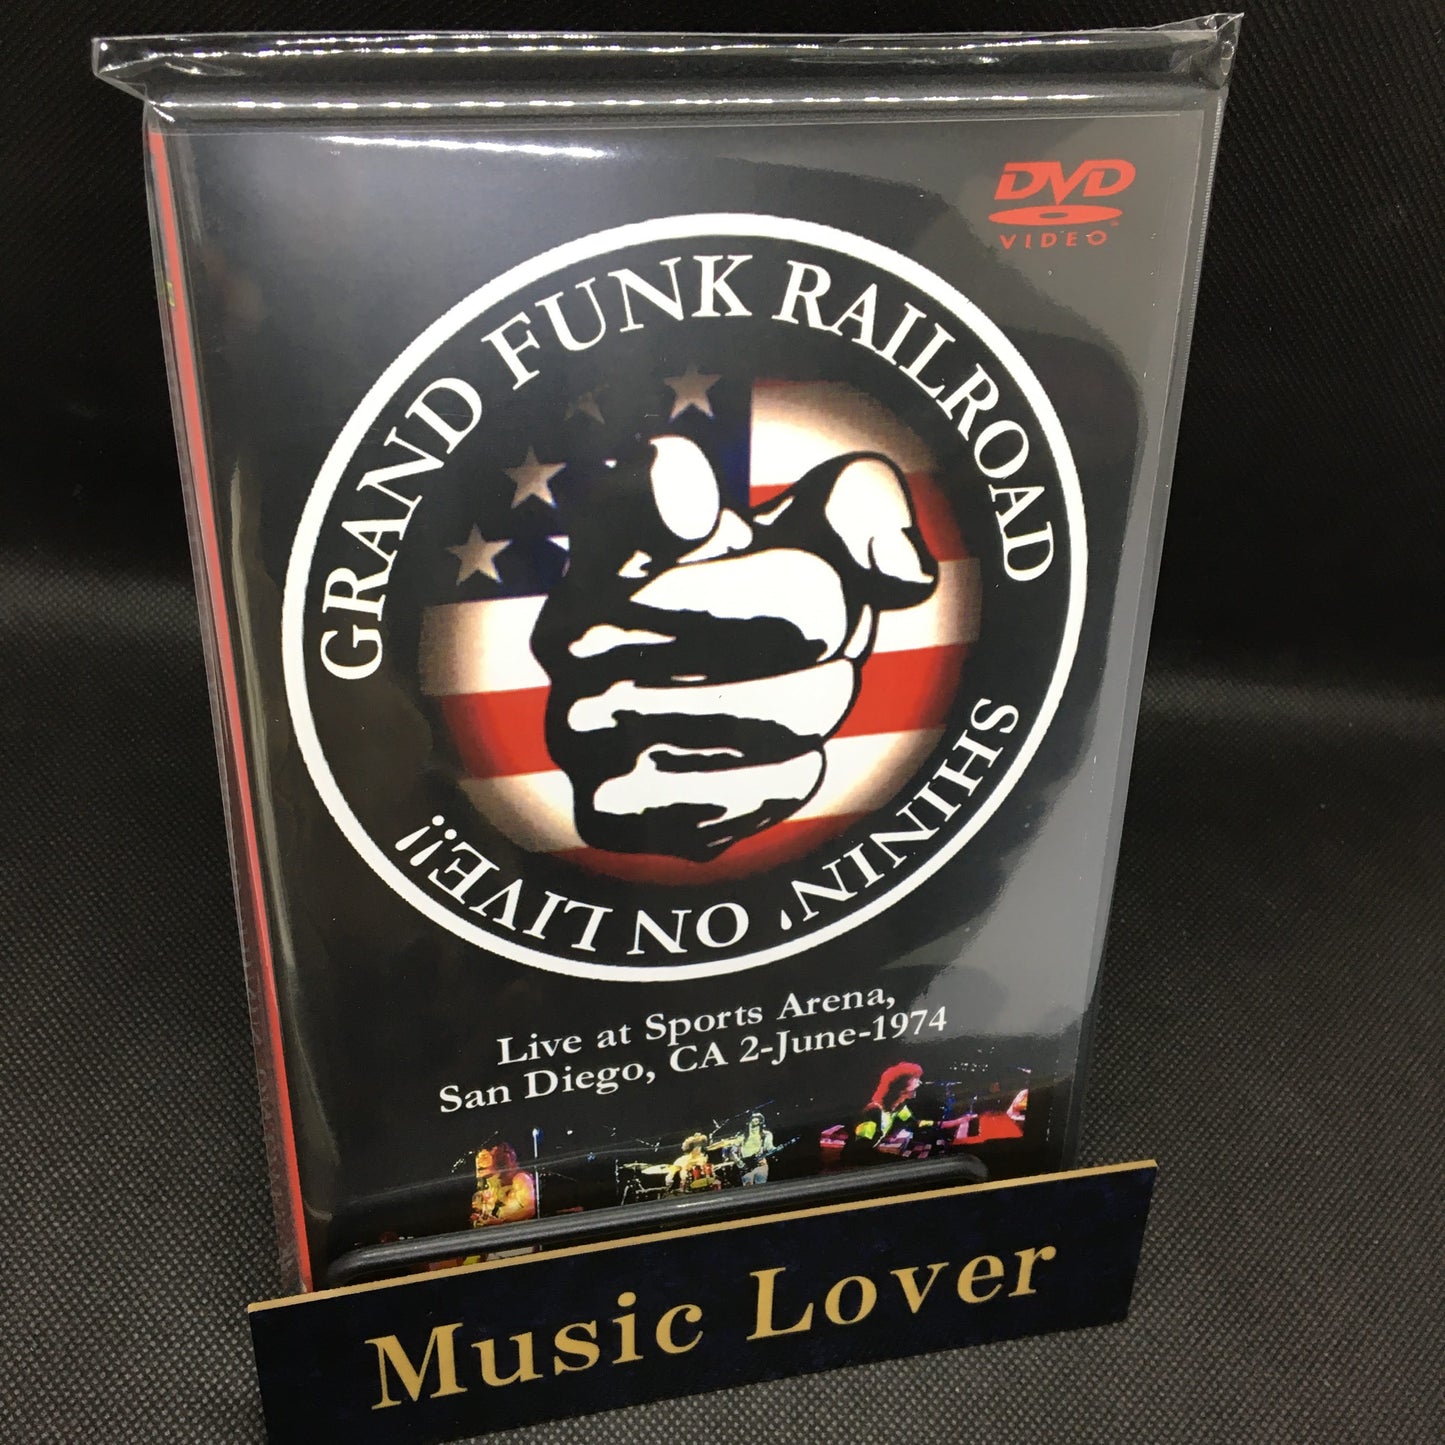 DVD
VIDEO
GRAND FUNK RAILROAD
SHININ' ON LIVE!!
Live at Sports Arena,
San Diego, CA 2-June-1974
Music Lover